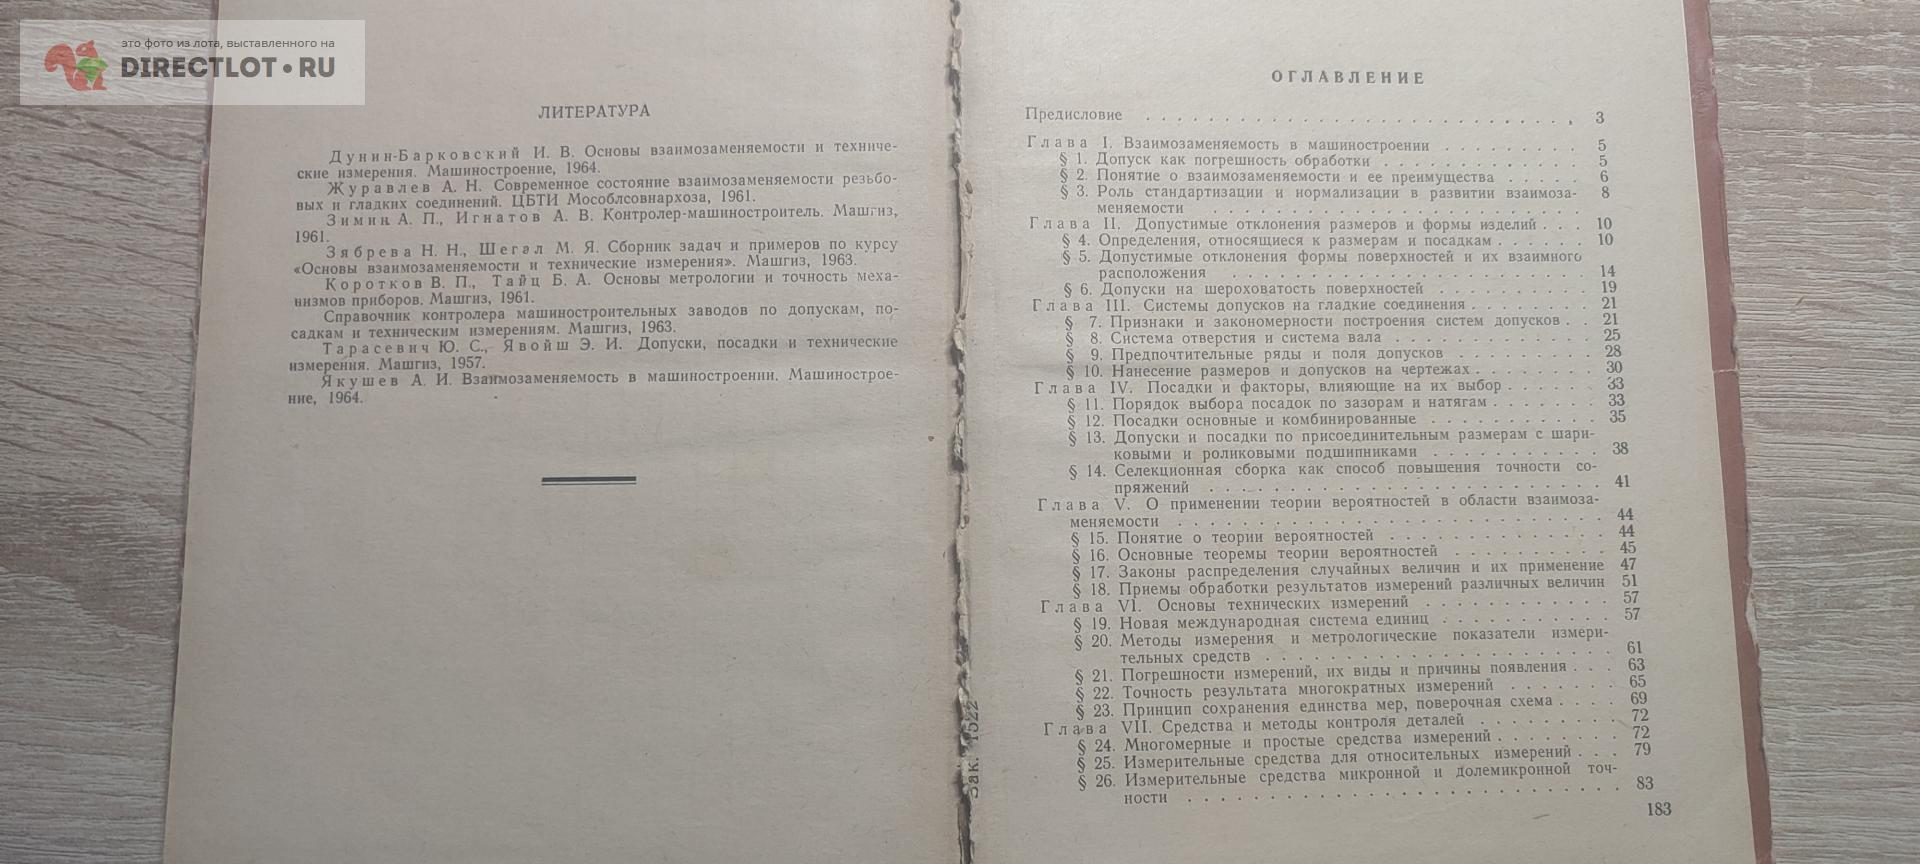 это фото из лота, выставленного на
DIRECTLOT•RU
ЛИТЕРАТУРА
Дунин-Барковский И. В. Основы взаимозаменяемости и техниче-
ские измерения. Машиностроение, 1964.
Журавлев А. Н. Современное состояние взаимозаменяемости резьбо-
вых и гладких соединений. ЦБТИ Мособлсовнархоза, 1961.
Зимин А. П., Игнатов А. В. Контролер-машиностроитель. Машгиз,
1961.
Зябрева Н. Н., Шегал М. Я. Сборник задач и примеров по курсу
«Основы взаимозаменяемости и технические измерения». Машгиз, 1963.
Коротков В. П., Тайц Б. А. Основы метрологии и точность меха-
низмов приборов. Машгиз, 1961.
Справочник контролера машиностроительных заводов по допускам, по-
садкам и техническим измерениям. Машгиз, 1963.
Тарасевич Ю. С., Явойш Э. И. Допуски, посадки и технические
измерения. Машгиз, 1957.
Якушев А. И. Взаимозаменяемость в машиностроении. Машинострое-
ние, 1964.
ОГЛАВЛЕНИЕ
Предисловие . . . 3
Глава I. Взаимозаменяемость в машиностроении . . . 5
§ 1. Допуск как погрешность обработки . . . 5
§ 2. Понятие о взаимозаменяемости и ее преимущества . . . 6
§ 3. Роль стандартизации и нормализации в развитии взаимоза- 8
меняемости . . .
Глава II. Допустимые отклонения размеров и формы изделий . . . 10
§ 4. Определения, относящиеся к размерам и посадкам . . . 10
§ 5. Допустимые отклонения формы поверхностей и их взаимного
расположения . . . 14
§ 6. Допуски на шероховатость поверхностей . . . 19
Глава III. Системы допусков на гладкие соединения . . . 21
§ 7. Признаки и закономерности построения систем допусков . . 21
§ 8. Система отверстия и система вала . . . 25
§ 9. Предпочтительные ряды и поля допусков . . . 28
§ 10. Нанесение размеров и допусков на чертежах . . . 30
Глава IV. Посадки и факторы, влияющие на их выбор . . . 33
§ 11. Порядок выбора посадок по зазорам и натягам . . . 33
§ 12. Посадки основные и комбинированные . . . 35
§ 13. Допуски и посадки по присоединительным размерам с шари-
ковыми и роликовыми подшипниками . . . 38
§ 14. Селекционная сборка как способ повышения точности со-
пряжений . . . 41
Глава V. О применении теории вероятностей в области взаимоза-
меняемости . . . 44
§ 15. Понятие о теории вероятностей . . . 44
§ 16. Основные теоремы теории вероятностей . . . 45
§ 17. Законы распределения случайных величин и их применение 47
§ 18. Приемы обработки результатов измерений различных величин 51
Глава VI. Основы технических измерений . . . 57
§ 19. Новая международная система единиц . . . 57
§ 20. Методы измерения и метрологические показатели измери-
тельных средств . . . 61
§ 21. Погрешности измерений, их виды и причины появления . . . 63
§ 22. Точность результата многократных измерений . . . 65
§ 23. Принцип сохранения единства мер, поверочная схема . . . 69
Глава VII. Средства и методы контроля деталей . . . 72
§ 24. Многомерные и простые средства измерений . . . 72
§ 25. Измерительные средства для относительных измерений . . . 79
§ 26. Измерительные средства микронной и долемикронной точ-
ности . . . 83
183
Зак. 1522